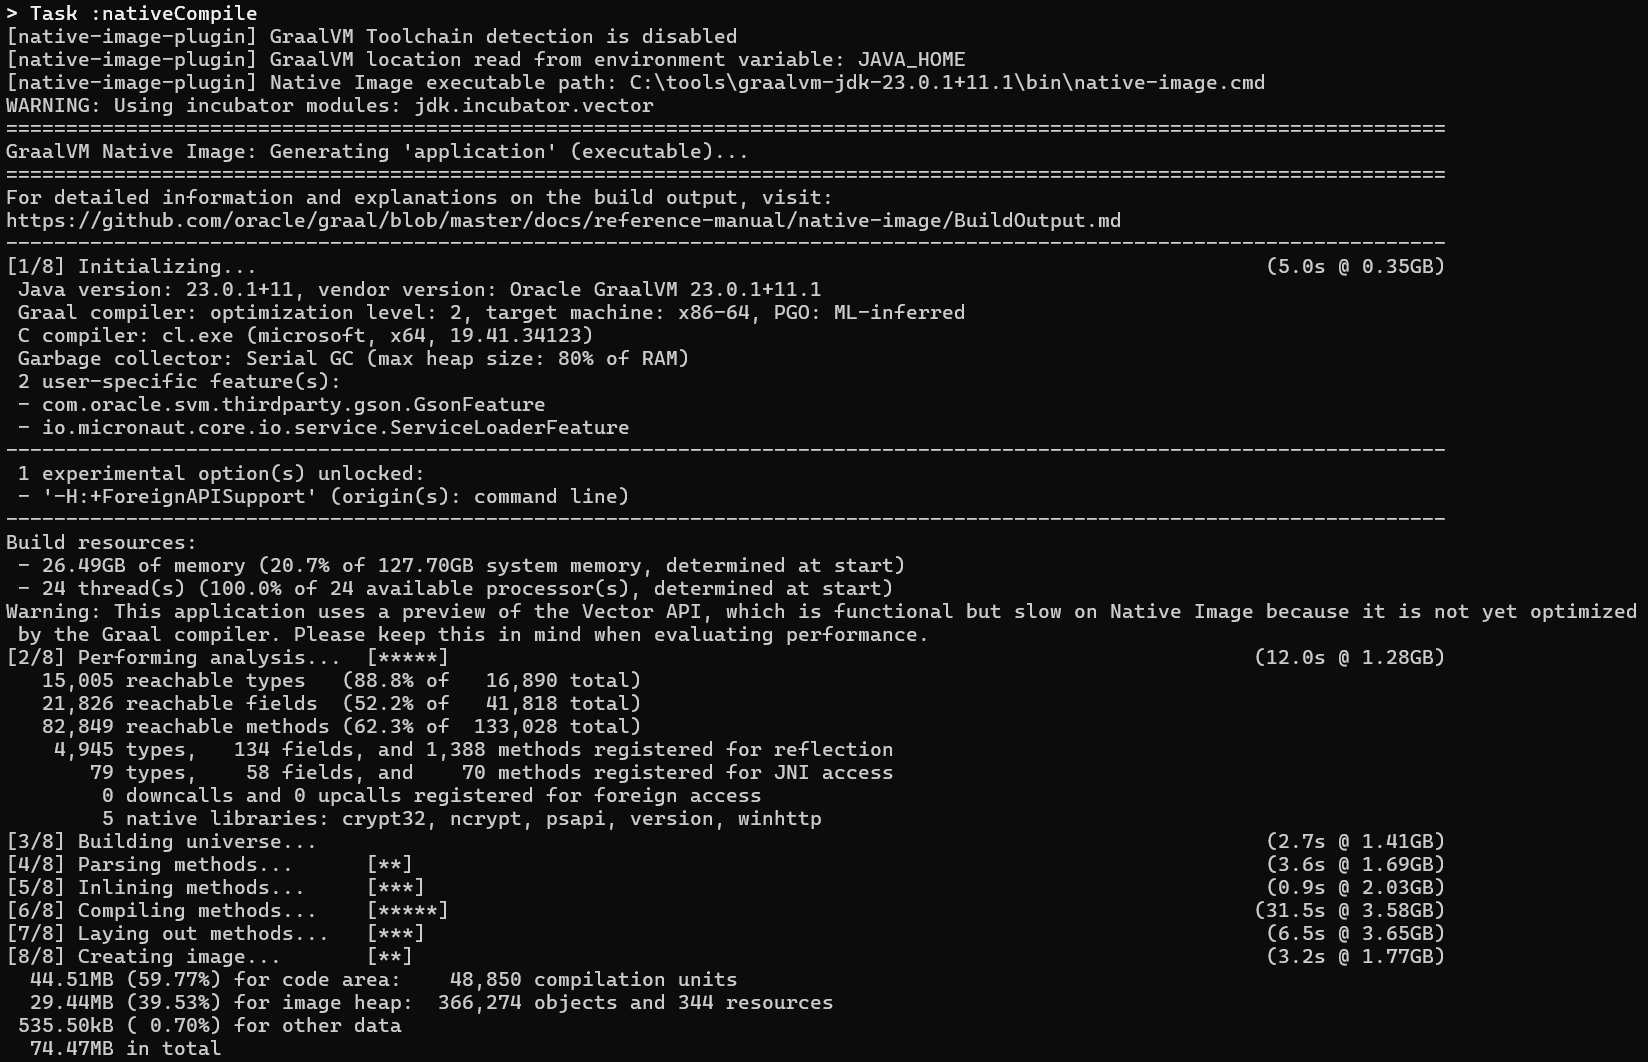 > Task :nativeCompile
[native-image-plugin] GraalVM Toolchain detection is disabled
[native-image-plugin] GraalVM location read from environment variable: JAVA_HOME
[native-image-plugin] Native Image executable path: C:\tools\graalvm-jdk-23.0.1+11.1\bin\native-image.cmd
WARNING: Using incubator modules: jdk.incubator.vector
========================================================================================================================
GraalVM Native Image: Generating 'application' (executable)...
========================================================================================================================
For detailed information and explanations on the build output, visit:
https://github.com/oracle/graal/blob/master/docs/reference-manual/native-image/BuildOutput.md
------------------------------------------------------------------------------------------------------------------------
[1/8] Initializing...                                                                                    (5.0s @ 0.35GB)
 Java version: 23.0.1+11, vendor version: Oracle GraalVM 23.0.1+11.1
 Graal compiler: optimization level: 2, target machine: x86-64, PGO: ML-inferred
 C compiler: cl.exe (microsoft, x64, 19.41.34123)
 Garbage collector: Serial GC (max heap size: 80% of RAM)
 2 user-specific feature(s):
 - com.oracle.svm.thirdparty.gson.GsonFeature
 - io.micronaut.core.io.service.ServiceLoaderFeature
------------------------------------------------------------------------------------------------------------------------
 1 experimental option(s) unlocked:
 - '-H:+ForeignAPISupport' (origin(s): command line)
------------------------------------------------------------------------------------------------------------------------
Build resources:
 - 26.49GB of memory (20.7% of 127.70GB system memory, determined at start)
 - 24 thread(s) (100.0% of 24 available processor(s), determined at start)
Warning: This application uses a preview of the Vector API, which is functional but slow on Native Image because it is not yet optimized
 by the Graal compiler. Please keep this in mind when evaluating performance.
[2/8] Performing analysis...  [*****]                                                                   (12.0s @ 1.28GB)
   15,005 reachable types   (88.8% of   16,890 total)
   21,826 reachable fields  (52.2% of   41,818 total)
   82,849 reachable methods (62.3% of  133,028 total)
    4,945 types,   134 fields, and 1,388 methods registered for reflection
       79 types,    58 fields, and    70 methods registered for JNI access
        0 downcalls and 0 upcalls registered for foreign access
        5 native libraries: crypt32, ncrypt, psapi, version, winhttp
[3/8] Building universe...                                                                               (2.7s @ 1.41GB)
[4/8] Parsing methods...      [**]                                                                       (3.6s @ 1.69GB)
[5/8] Inlining methods...     [***]                                                                      (0.9s @ 2.03GB)
[6/8] Compiling methods...    [*****]                                                                   (31.5s @ 3.58GB)
[7/8] Laying out methods...   [***]                                                                      (6.5s @ 3.65GB)
[8/8] Creating image...       [**]                                                                       (3.2s @ 1.77GB)
  44.51MB (59.77%) for code area:    48,850 compilation units
  29.44MB (39.53%) for image heap:  366,274 objects and 344 resources
 535.50kB ( 0.70%) for other data
  74.47MB in total